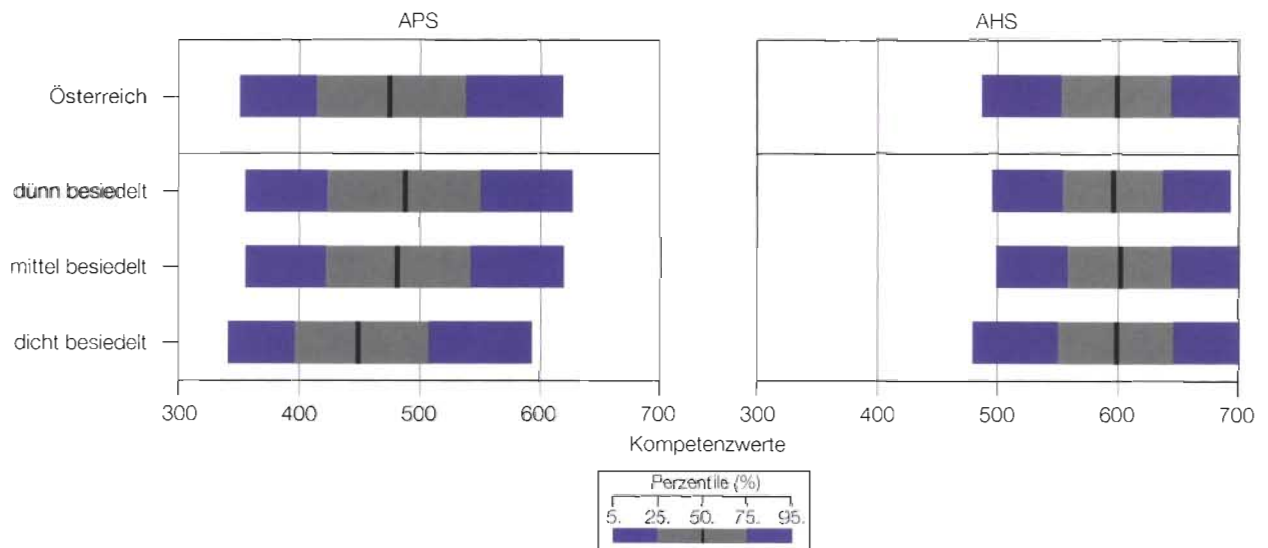 APS AHS
Österreich
dünn besiedelt
mittel besiedelt
dicht besiedelt
300 400 500 600 700 300 400 500 600 700
Kompetenzwerte
Perzentile (%)
5. 25. 50. 75. 95.